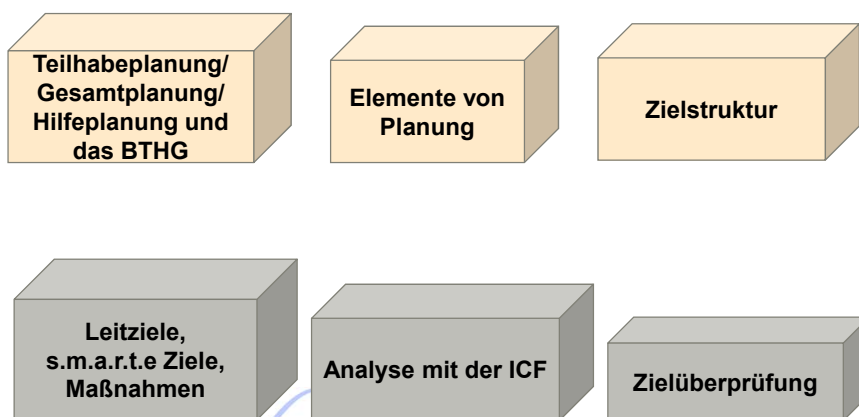 Teilhabeplanung/
Gesamtplanung/
Hilfeplanung und
das BTHG
Elemente von
Planung
Zielstruktur
Leitziele,
s.m.a.r.t.e Ziele,
Maßnahmen
Analyse mit der ICF
Zielüberprüfung